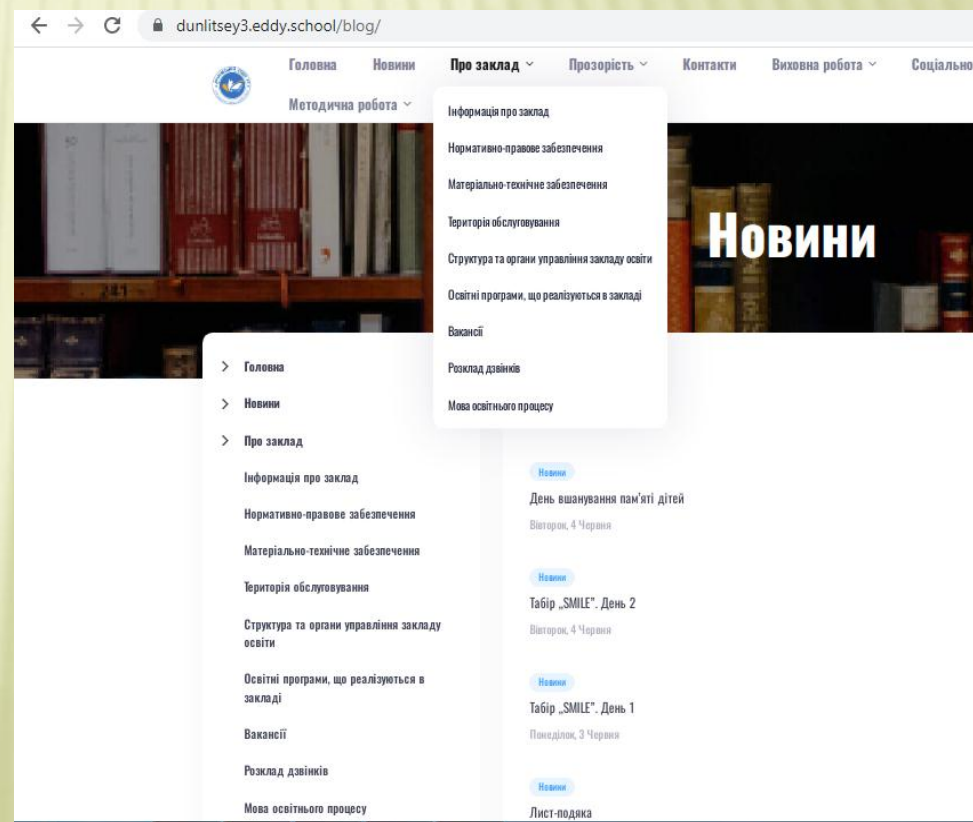 dunlitsey3.eddy.school/blog/
Головна Новини Про заклад Прозорість Контакти Виховна робота Соціально
Методична робота
Інформація про заклад
Нормативно-правове забезпечення
Матеріально-технічне забезпечення
Територія обслуговування
Структура та органи управління закладу освіти
Освітні програми, що реалізуються в закладі
Вакансії
Розклад дзвінків
Мова освітнього процесу
Новини
Головна
Новини
Про заклад
Інформація про заклад
Нормативно-правове забезпечення
Матеріально-технічне забезпечення
Територія обслуговування
Структура та органи управління закладу
освіти
Освітні програми, що реалізуються в
закладі
Вакансії
Розклад дзвінків
Мова освітнього процесу
Новини
День вшанування пам'яті дітей
Вівторок, 4 Червня
Новини
Табір „SMILE". День 2
Вівторок, 4 Червня
Новини
Табір „SMILE". День 1
Понеділок, 3 Червня
Новини
Лист-подяка